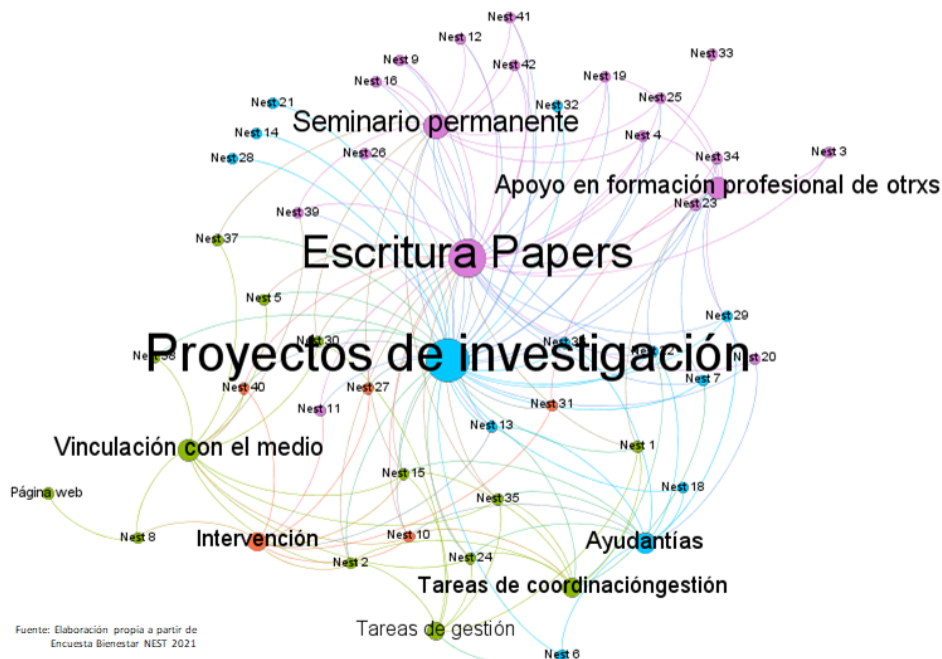 Nest 41
Nest 12
Nest 33
Nest 9
Nest 42
Nest 16
Nest 19
Nest 21
Nest 32
Nest 25
Seminario permanente
Nest 14
Nest 4
Nest 28
Nest 26
Nest 34
Nest 3
Apoyo en formación profesional de otrxs
Nest 23
Nest 39
Nest 37
Escritura Papers
Nest 5
Nest 29
Nest 30
Proyectos de investigación
Nest 20
Nest 40
Nest 27
Nest 7
Nest 11
Nest 31
Nest 13
Vinculación con el medio
Nest 1
Nest 15
Página web
Nest 18
Nest 35
Nest 8
Intervención
Nest 10
Ayudantías
Nest 2
Nest 24
Tareas de coordinacióngestión
Tareas de gestión
Nest 6
Fuente: Elaboración propia a partir de
Encuesta Bienestar NEST 2021